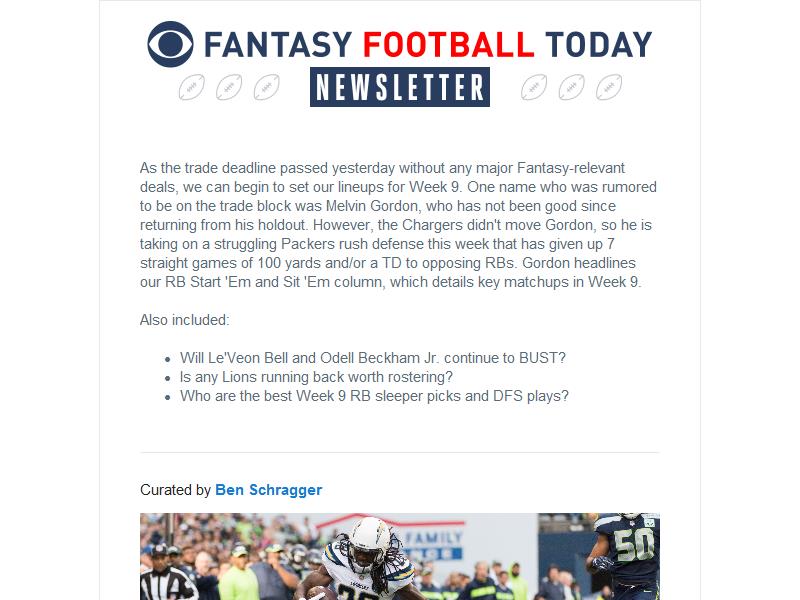 FANTASY FOOTBALL TODAY
NEWSLETTER
As the trade deadline passed yesterday without any major Fantasy-relevant
deals, we can begin to set our lineups for Week 9. One name who was rumored
to be on the trade block was Melvin Gordon, who has not been good since
returning from his holdout. However, the Chargers didn't move Gordon, so he is
taking on a struggling Packers rush defense this week that has given up 7
straight games of 100 yards and/or a TD to opposing RBs. Gordon headlines
our RB Start 'Em and Sit 'Em column, which details key matchups in Week 9.
Also included:
• Will Le'Veon Bell and Odell Beckham Jr. continue to BUST?
• Is any Lions running back worth rostering?
• Who are the best Week 9 RB sleeper picks and DFS plays?
Curated by Ben Schragger
FAMILY
50